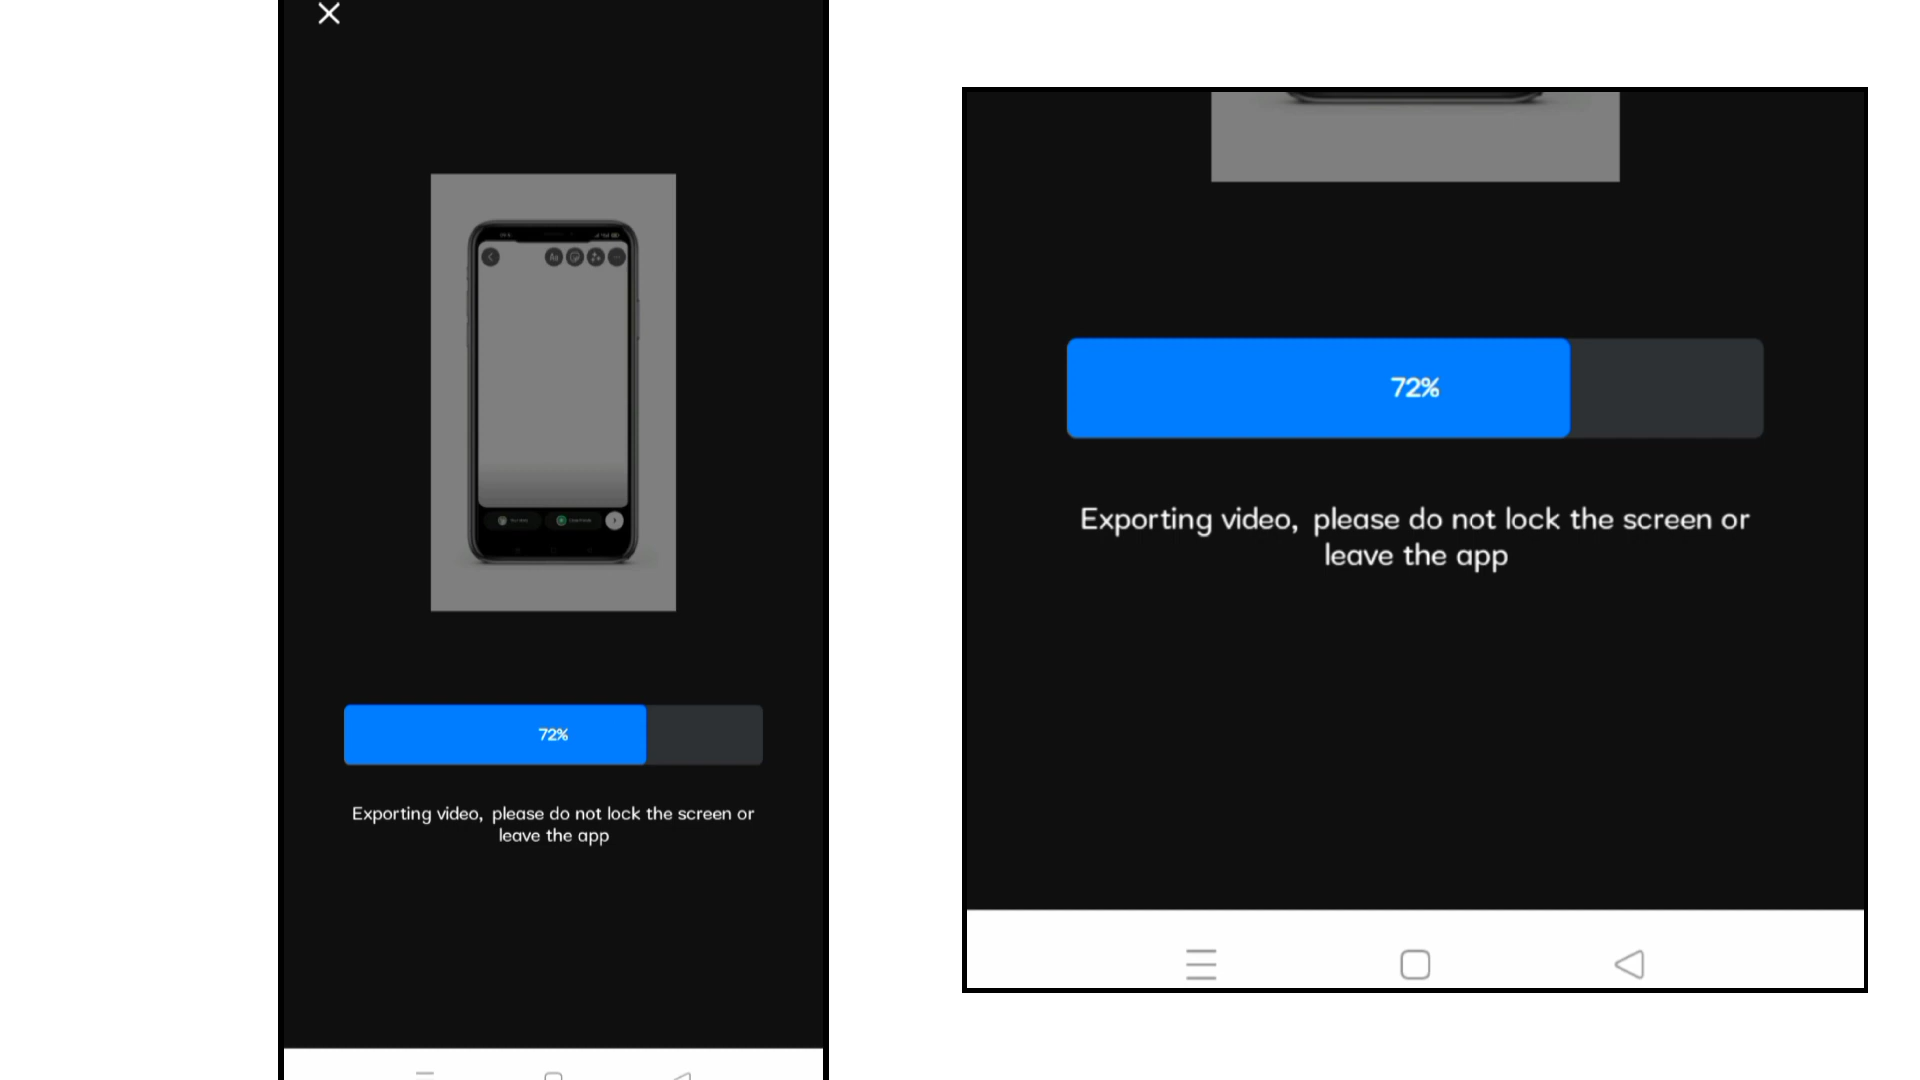 Aa
72%
Exporting video, please do not lock the screen or
leave the app
72%
Exporting video, please do not lock the screen or
leave the app